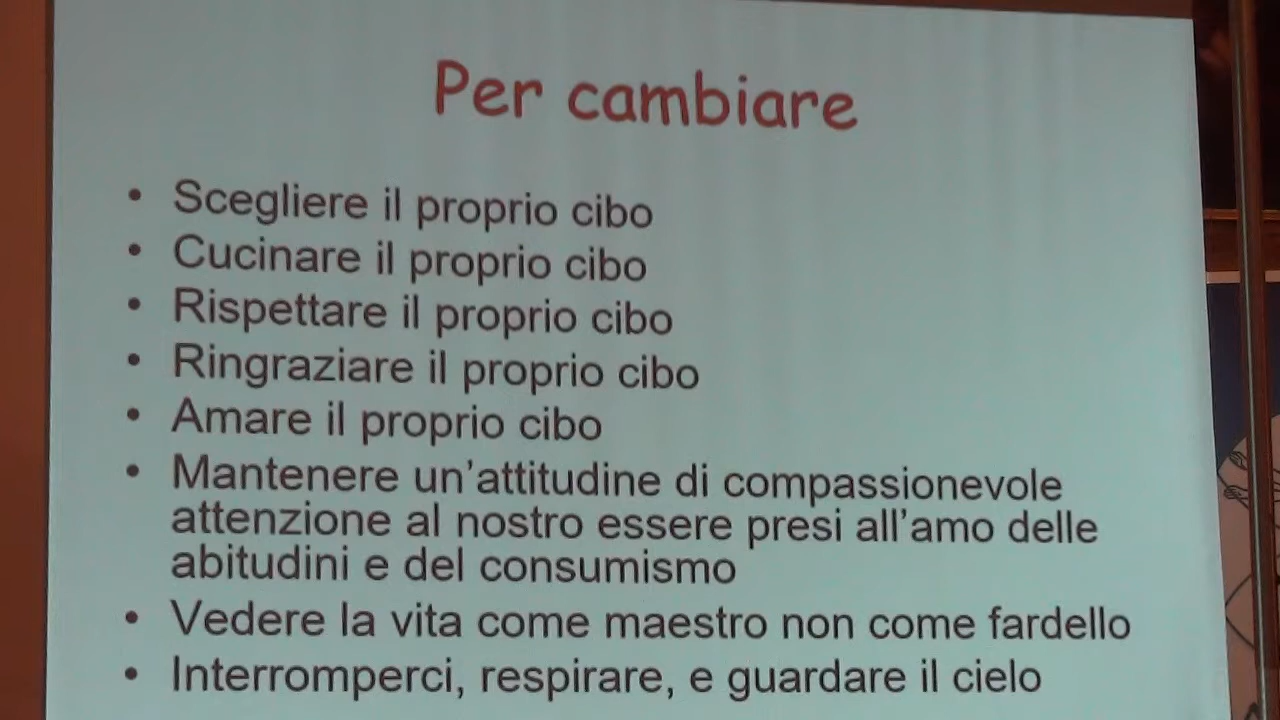 Per cambiare
• Scegliere il proprio cibo
• Cucinare il proprio cibo
• Rispettare il proprio cibo
• Ringraziare il proprio cibo
• Amare il proprio cibo
• Mantenere un’attitudine di compassionevole
attenzione al nostro essere presi all’amo delle
abitudini e del consumismo
• Vedere la vita come maestro non come fardello
• Interromperci, respirare, e guardare il cielo